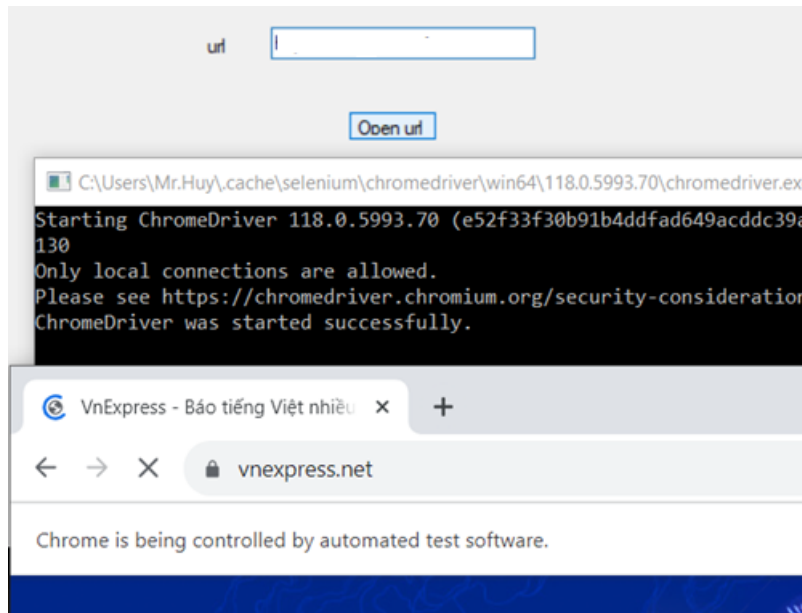 url
Open url
C:\Users\Mr.Huy\.cache\selenium\chromedriver\win64\118.0.5993.70\chromedriver.ex
Starting ChromeDriver 118.0.5993.70 (e52f33f30b91b4ddfad649acddc39a
130
Only local connections are allowed.
Please see https://chromedriver.chromium.org/security-consideration
ChromeDriver was started successfully.
VnExpress - Báo tiếng Việt nhiều
vnexpress.net
Chrome is being controlled by automated test software.